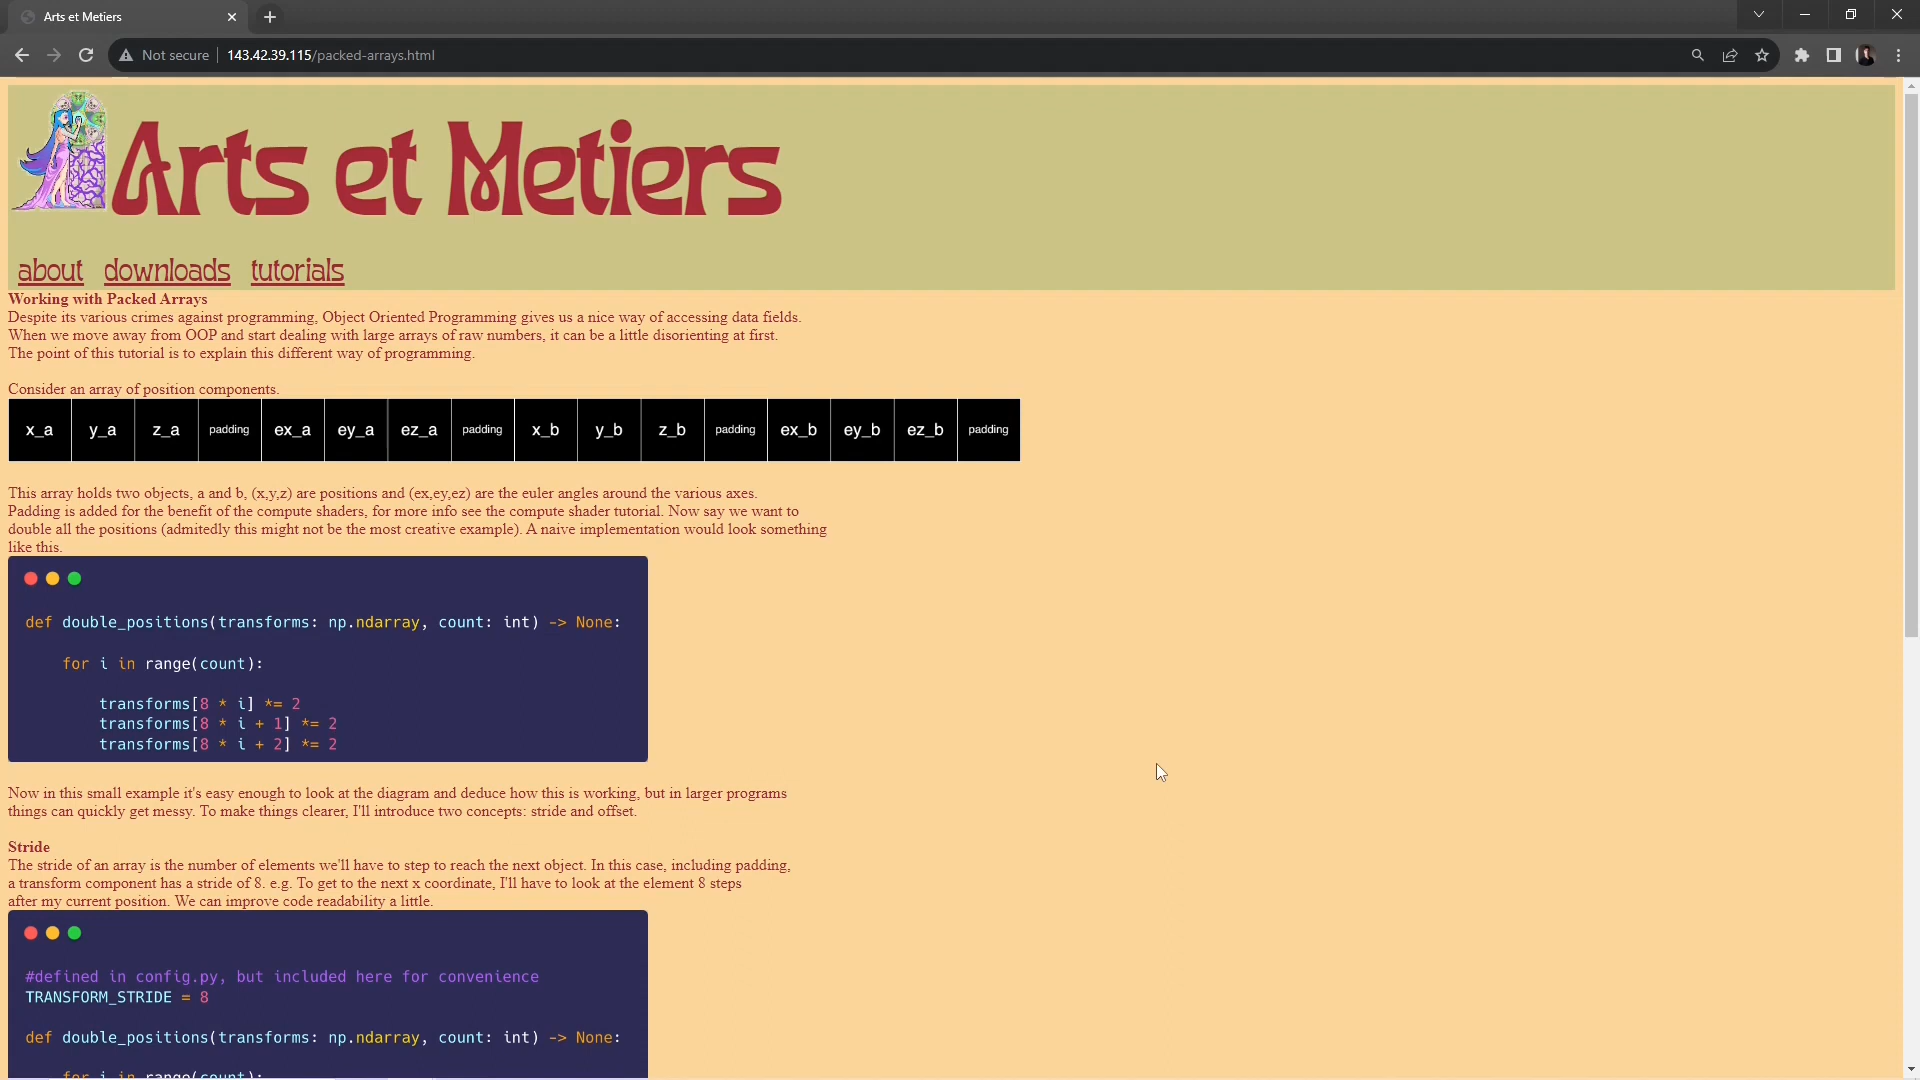 Arts et Metiers
Not secure
143.42.39.115/packed-arrays.html
Arts et Metiers
about downloads tutorials
Working with Packed Arrays
Despite its various crimes against programming, Object Oriented Programming gives us a nice way of accessing data fields.
When we move away from OOP and start dealing with large arrays of raw numbers, it can be a little disorienting at first.
The point of this tutorial is to explain this different way of programming.
Consider an array of position components.
x_a y_a z_a padding ex_a ey_a ez_a padding x_b y_b z_b padding ex_b ey_b ez_b padding
This array holds two objects, a and b, (x,y,z) are positions and (ex,ey,ez) are the euler angles around the various axes.
Padding is added for the benefit of the compute shaders, for more info see the compute shader tutorial. Now say we want to
double all the positions (admitedly this might not be the most creative example). A naive implementation would look something
like this.
def double_positions(transforms: np.ndarray, count: int) -> None:
for i in range(count):
transforms[8 * i] *= 2
transforms[8 * i + 1] *= 2
transforms[8 * i + 2] *= 2
Now in this small example it's easy enough to look at the diagram and deduce how this is working, but in larger programs
things can quickly get messy. To make things clearer, I'll introduce two concepts: stride and offset.
Stride
The stride of an array is the number of elements we'll have to step to reach the next object. In this case, including padding,
a transform component has a stride of 8. e.g. To get to the next x coordinate, I'll have to look at the element 8 steps
after my current position. We can improve code readability a little.
#defined in config.py, but included here for convenience
TRANSFORM_STRIDE = 8
def double_positions(transforms: np.ndarray, count: int) -> None:
for i in range(count):